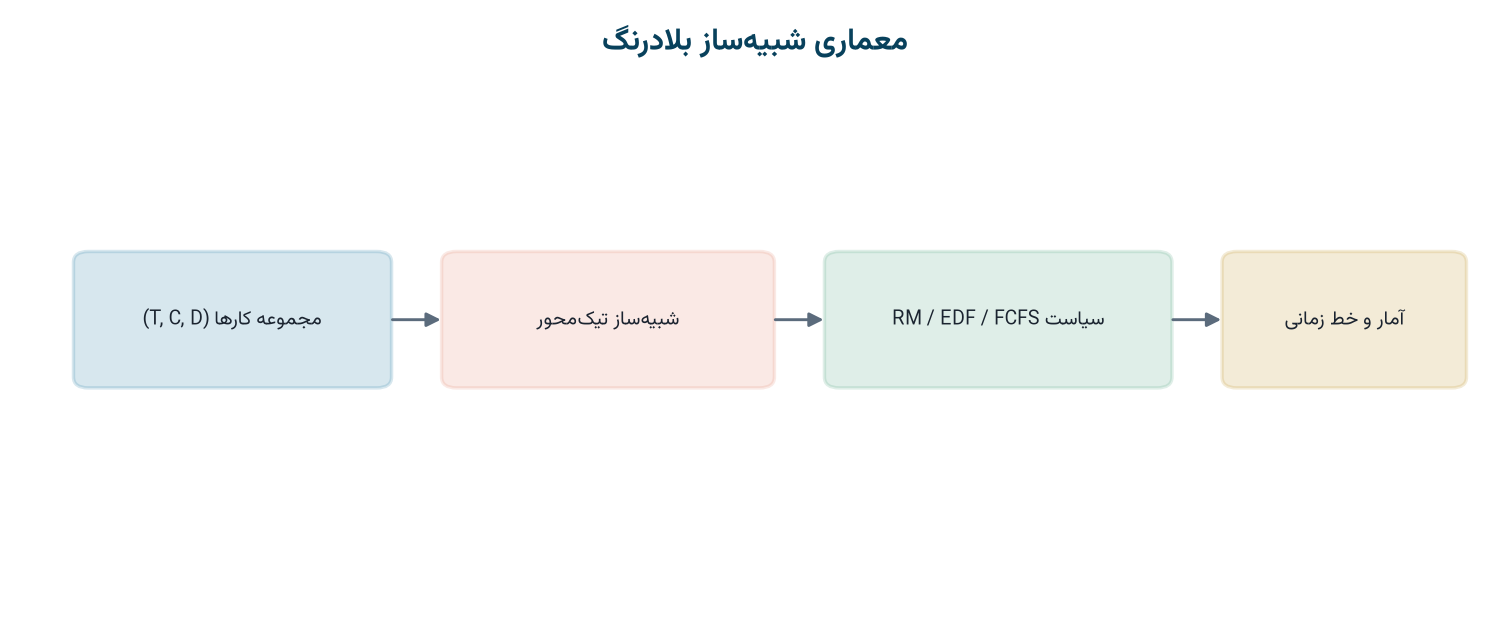 معماری شبیه‌ساز بلادرنگ
مجموعه کارها (T, C, D)
شبیه‌ساز تیک‌محور
سیاست RM / EDF / FCFS
آمار و خط زمانی